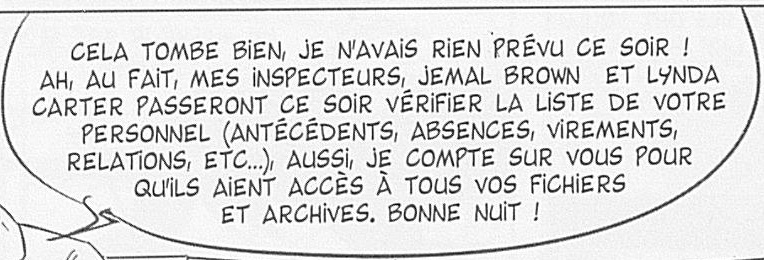 CELA TOMBE BIEN, JE N'AVAIS RIEN PRÉVU CE SOIR !
AH, AU FAIT, MES INSPECTEURS, JEMAL BROWN ET LYNDA
CARTER PASSERONT CE SOIR VÉRIFIER LA LISTE DE VOTRE
PERSONNEL (ANTÉCÉDENTS, ABSENCES, VIREMENTS,
RELATIONS, ETC...), AUSSI, JE COMPTE SUR VOUS POUR
QU'ILS AIENT ACCÈS À TOUS VOS FICHIERS
ET ARCHIVES. BONNE NUIT !